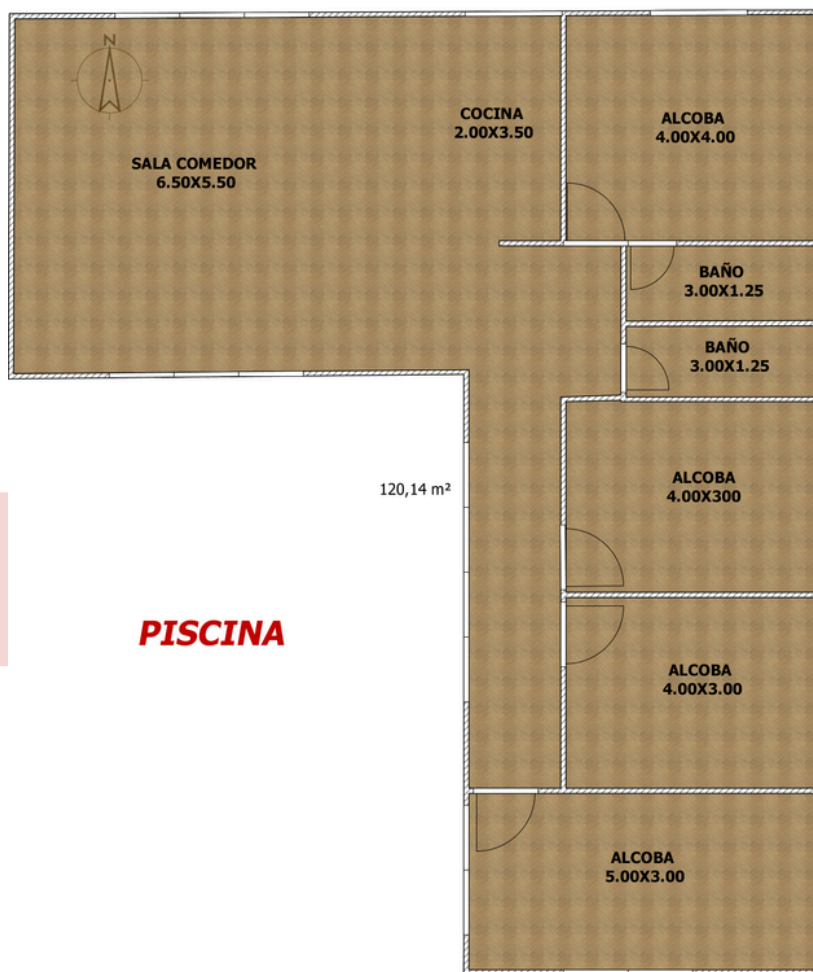 N
COCINA
2.00X3.50
ALCOBA
4.00X4.00
SALA COMEDOR
6.50X5.50
BAÑO
3.00X1.25
BAÑO
3.00X1.25
ALCOBA
4.00X300
120,14 m²
PISCINA
ALCOBA
4.00X3.00
ALCOBA
5.00X3.00